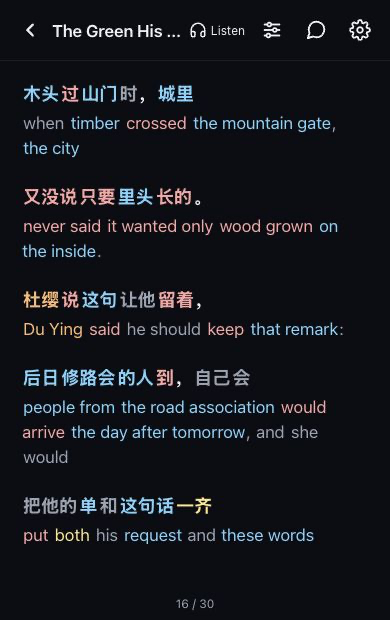 The Green His ...
Listen
木头过山门时，城里
when timber crossed the mountain gate,
the city
又没说只要里头长的。
never said it wanted only wood grown on
the inside.
杜缨说这句让他留着，
Du Ying said he should keep that remark:
后日修路会的人到，自己会
people from the road association would
arrive the day after tomorrow, and she
would
把他的单和这句话一齐
put both his request and these words
16 / 30